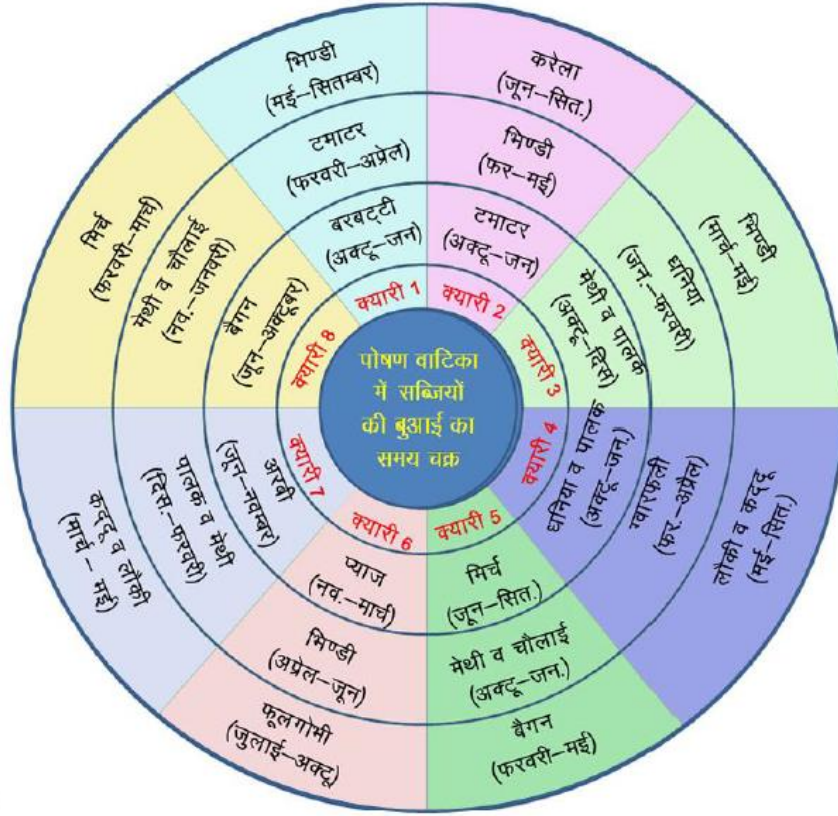 पोषण वाटिका
में सब्जियों
की बुआई का
समय चक्र
क्यारी 1
बरबट्टी
(अक्टू–जन)
टमाटर
(फरवरी–अप्रेल)
भिण्डी
(मई–सितम्बर)
क्यारी 2
टमाटर
(अक्टू–जन)
भिण्डी
(फर–मई)
करेला
(जून–सित.)
क्यारी 3
मेथी व पालक
(अक्टू–दिस)
धनिया
(जन.–फरवरी)
भिण्डी
(मार्च–मई)
क्यारी 4
धनिया व पालक
(अक्टू–जन.)
ग्वारफली
(फर.–अप्रैल)
लौकी व कद्दू
(मई–सित.)
क्यारी 5
मिर्च
(जून–सित.)
मेथी व चौलाई
(अक्टू–जन.)
बैगन
(फरवरी–मई)
क्यारी 6
प्याज
(नव.–मार्च)
भिण्डी
(अप्रेल–जून)
फूलगोभी
(जुलाई–अक्टू)
क्यारी 7
अरबी
(जून–नवम्बर)
पालक व मेथी
(दिस.–फरवरी)
कद्दू व लौकी
(मार्च – मई)
क्यारी 8
बैगन
(जून–अक्टूबर)
मेथी व चौलाई
(नव.–जनवरी)
मिर्च
(फरवरी–मार्च)